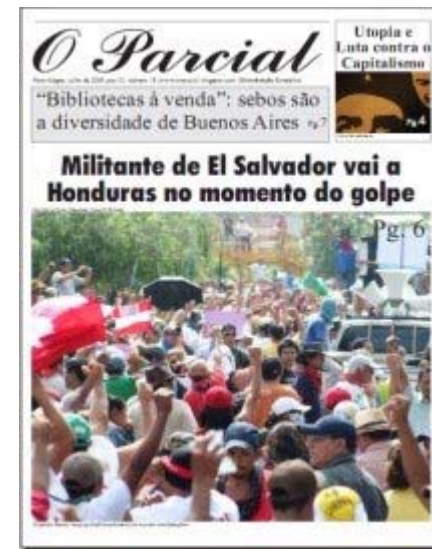 O Parcial
Utopia e
Luta contra o
Capitalismo
Pg 4
“Bibliotecas à venda”: sebos são
a diversidade de Buenos Aires Pg 7
Militante de El Salvador vai a
Honduras no momento do golpe
Pg. 6